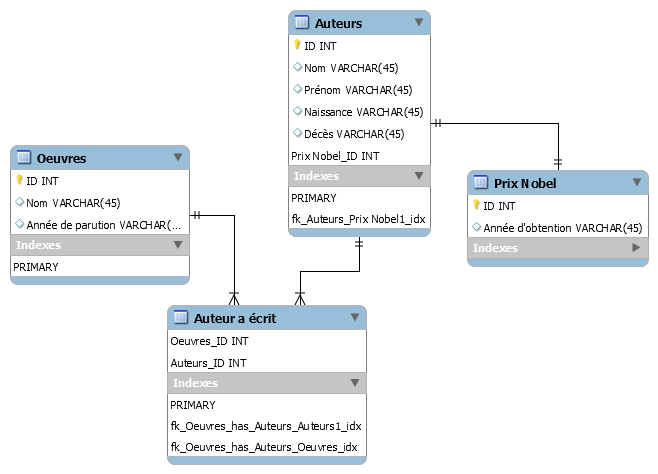 Auteurs
ID INT
Nom VARCHAR(45)
Prénom VARCHAR(45)
Naissance VARCHAR(45)
Décès VARCHAR(45)
Prix Nobel_ID INT
Indexes
PRIMARY
fk_Auteurs_Prix Nobel1_idx
Oeuvres
ID INT
Nom VARCHAR(45)
Année de parution VARCHAR(...
Indexes
PRIMARY
Prix Nobel
ID INT
Année d'obtention VARCHAR(45)
Indexes
Auteur a écrit
Oeuvres_ID INT
Auteurs_ID INT
Indexes
PRIMARY
fk_Oeuvres_has_Auteurs_Auteurs1_idx
fk_Oeuvres_has_Auteurs_Oeuvres_idx